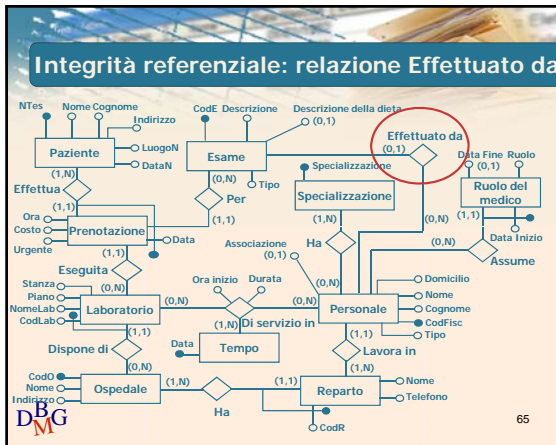 Integrità referenziale: relazione Effettuato da
NTes
Nome Cognome
Indirizzo
CodE Descrizione
Descrizione della dieta
(0,1)
Effettuato da
(0,1)
Paziente
LuogoN
DataN
Esame
Tipo
Specializzazione
Specializzazione
Data Fine Ruolo
Ruolo del
medico
(1,N)
(0,N)
(1,N)
(1,1)
Effettua
Per
(0,N)
Data Inizio
(1,1)
(1,1)
Ora
Costo
Urgente
Prenotazione
Data
Associazione
(0,1)
Ha
(0,N)
Assume
(1,1)
Eseguita
Ora inizio
Durata
Stanza
Piano
NomeLab
CodLab
(0,N)
Laboratorio
(0,N)
(0,N)
(0,N)
Personale
Domicilio
Nome
Cognome
CodFisc
Tipo
Di servizio in
(1,N)
(1,1)
Data
Tempo
(1,1)
Dispone di
Lavora in
(0,N)
(1,N)
CodO
Nome
Indirizzo
Ospedale
(1,N)
Ha
(1,1)
Reparto
Nome
Telefono
CodR
DBMG
65